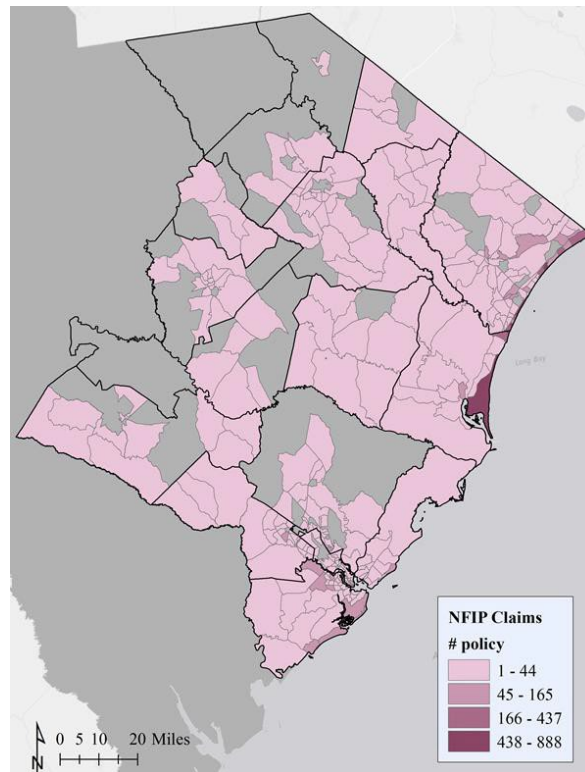 Long Bay
NFIP Claims
# policy
1 - 44
45 - 165
166 - 437
438 - 888
N
0 5 10 20 Miles